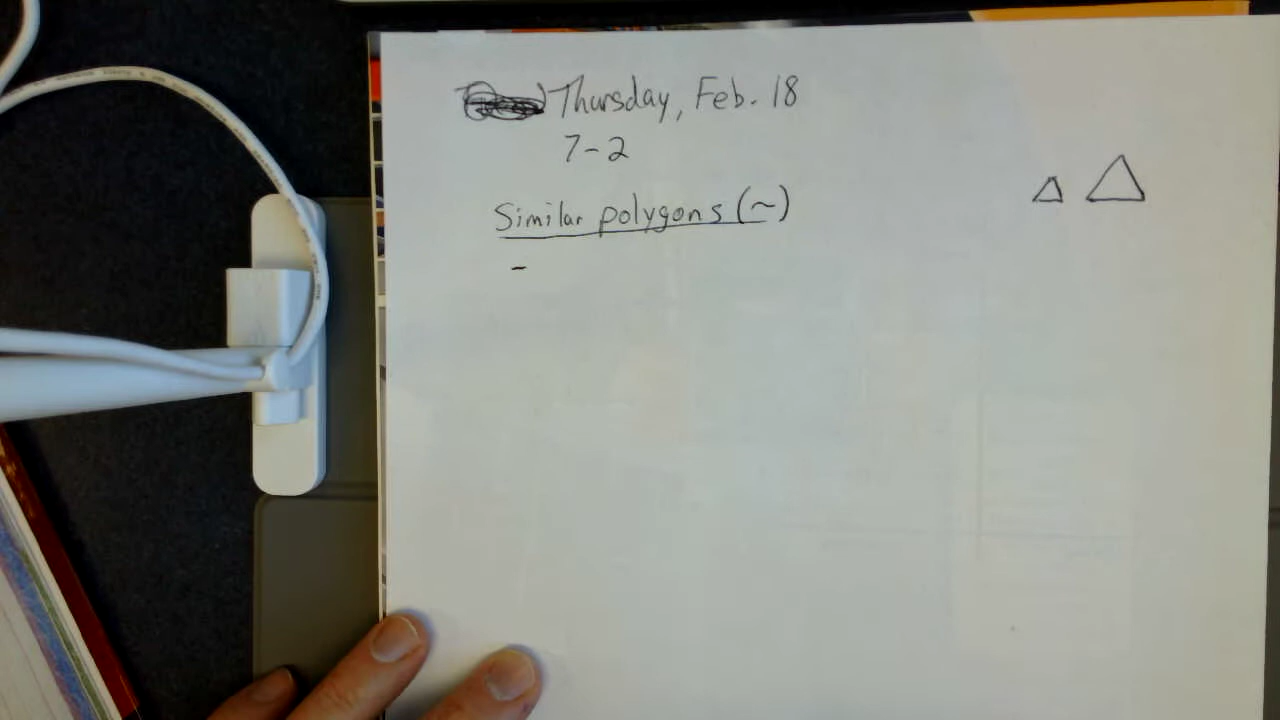 Thursday, Feb. 18
7-2
Similar polygons (~)
-